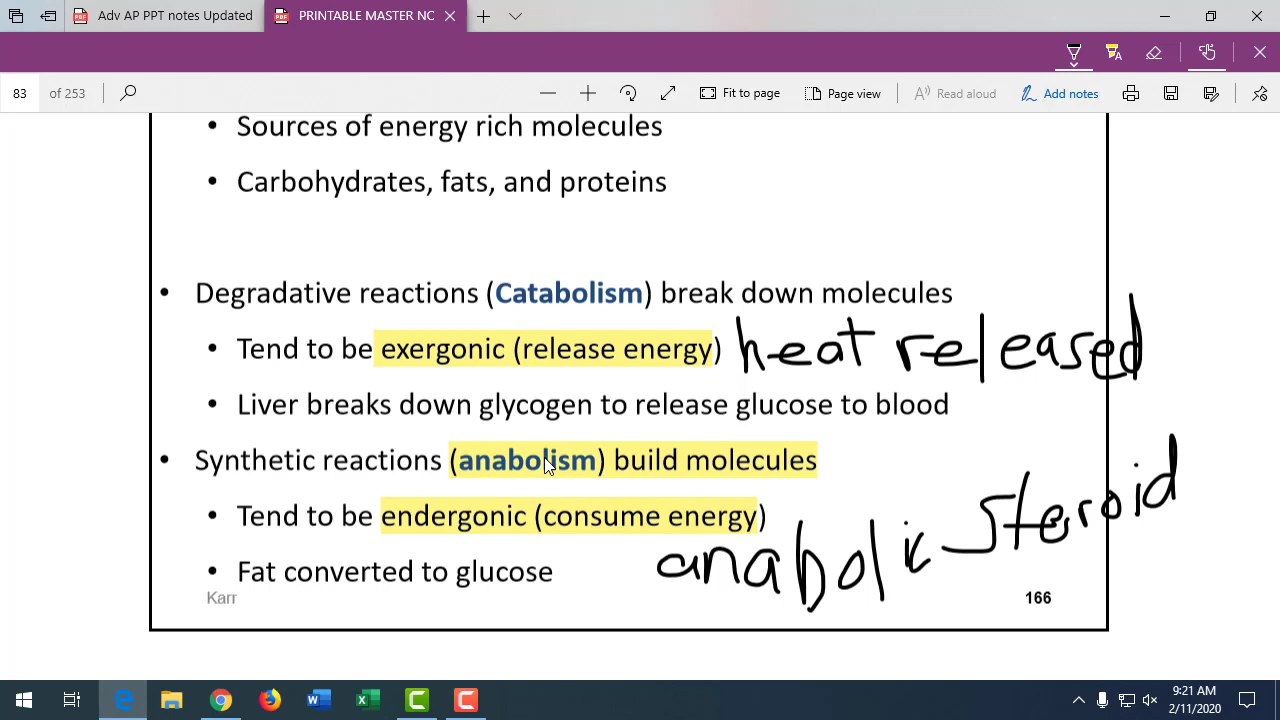 Adv AP PPT notes Updated
PRINTABLE MASTER NC
83 of 253
Fit to page
Page view
Read aloud
Add notes
• Sources of energy rich molecules
• Carbohydrates, fats, and proteins
• Degradative reactions (Catabolism) break down molecules
• Tend to be exergonic (release energy) heat released
• Liver breaks down glycogen to release glucose to blood
• Synthetic reactions (anabolism) build molecules
• Tend to be endergonic (consume energy)
anabolic steroid
• Fat converted to glucose
Karr
166
9:21 AM
2/11/2020